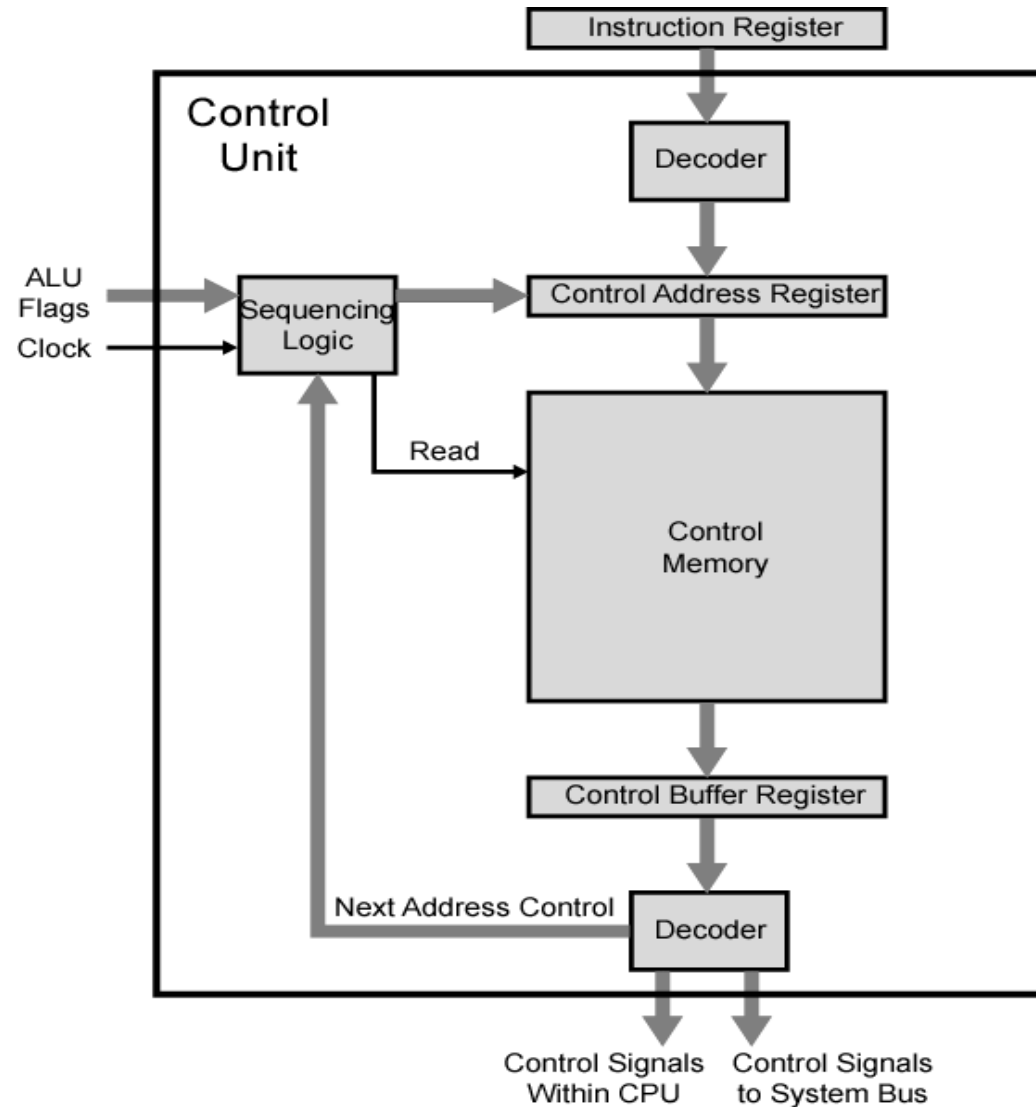 Instruction Register
Control
Unit
Decoder
ALU
Flags
Clock
Sequencing
Logic
Control Address Register
Read
Control
Memory
Control Buffer Register
Next Address Control
Decoder
Control Signals
Within CPU
Control Signals
to System Bus